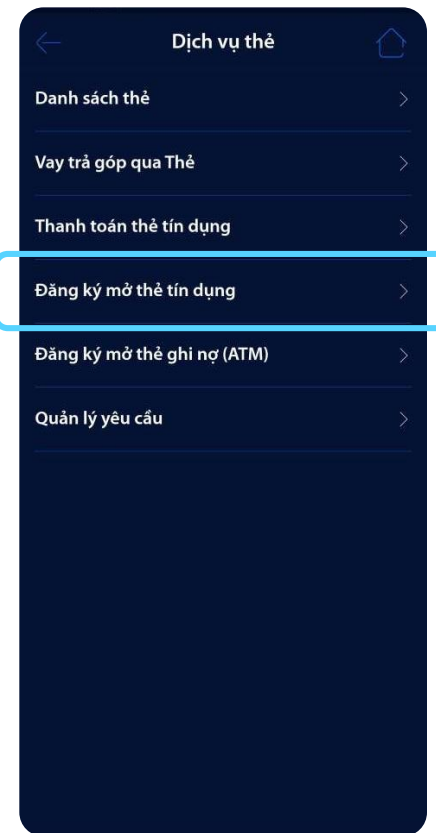 Dịch vụ thẻ
Danh sách thẻ
Vay trả góp qua Thẻ
Thanh toán thẻ tín dụng
Đăng ký mở thẻ tín dụng
Đăng ký mở thẻ ghi nợ (ATM)
Quản lý yêu cầu